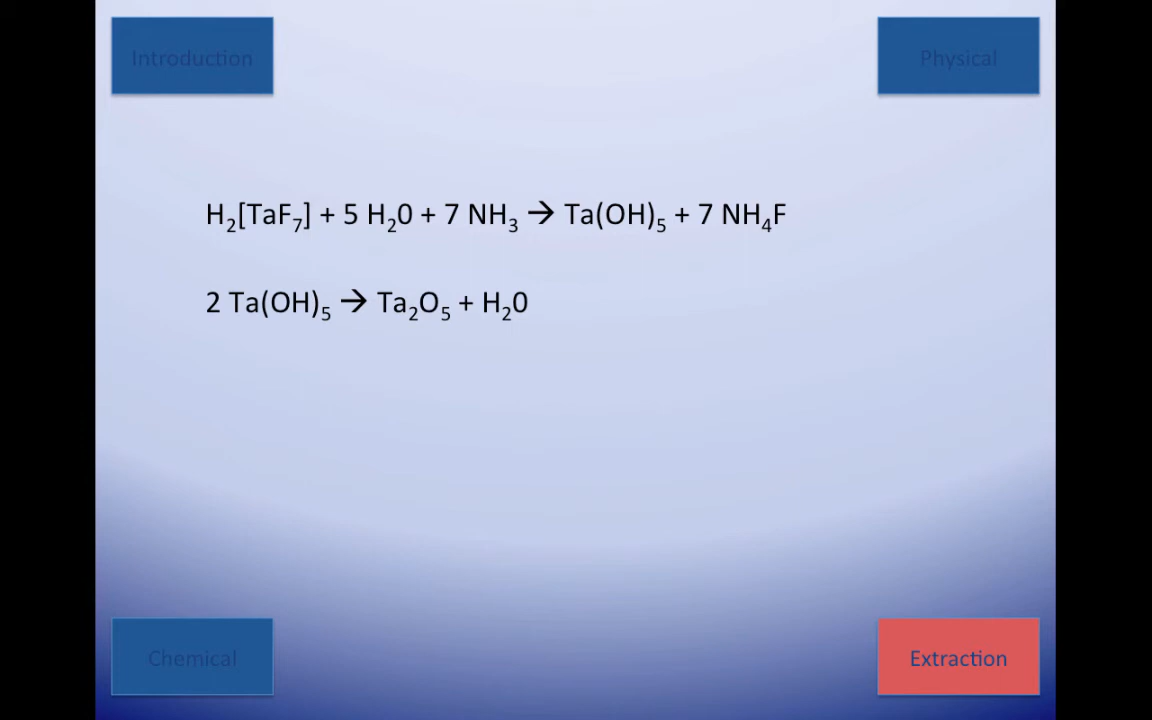 Introduction
Physical
H₂[TaF₇] + 5 H₂0 + 7 NH₃ → Ta(OH)₅ + 7 NH₄F
2 Ta(OH)₅ → Ta₂O₅ + H₂0
Chemical
Extraction